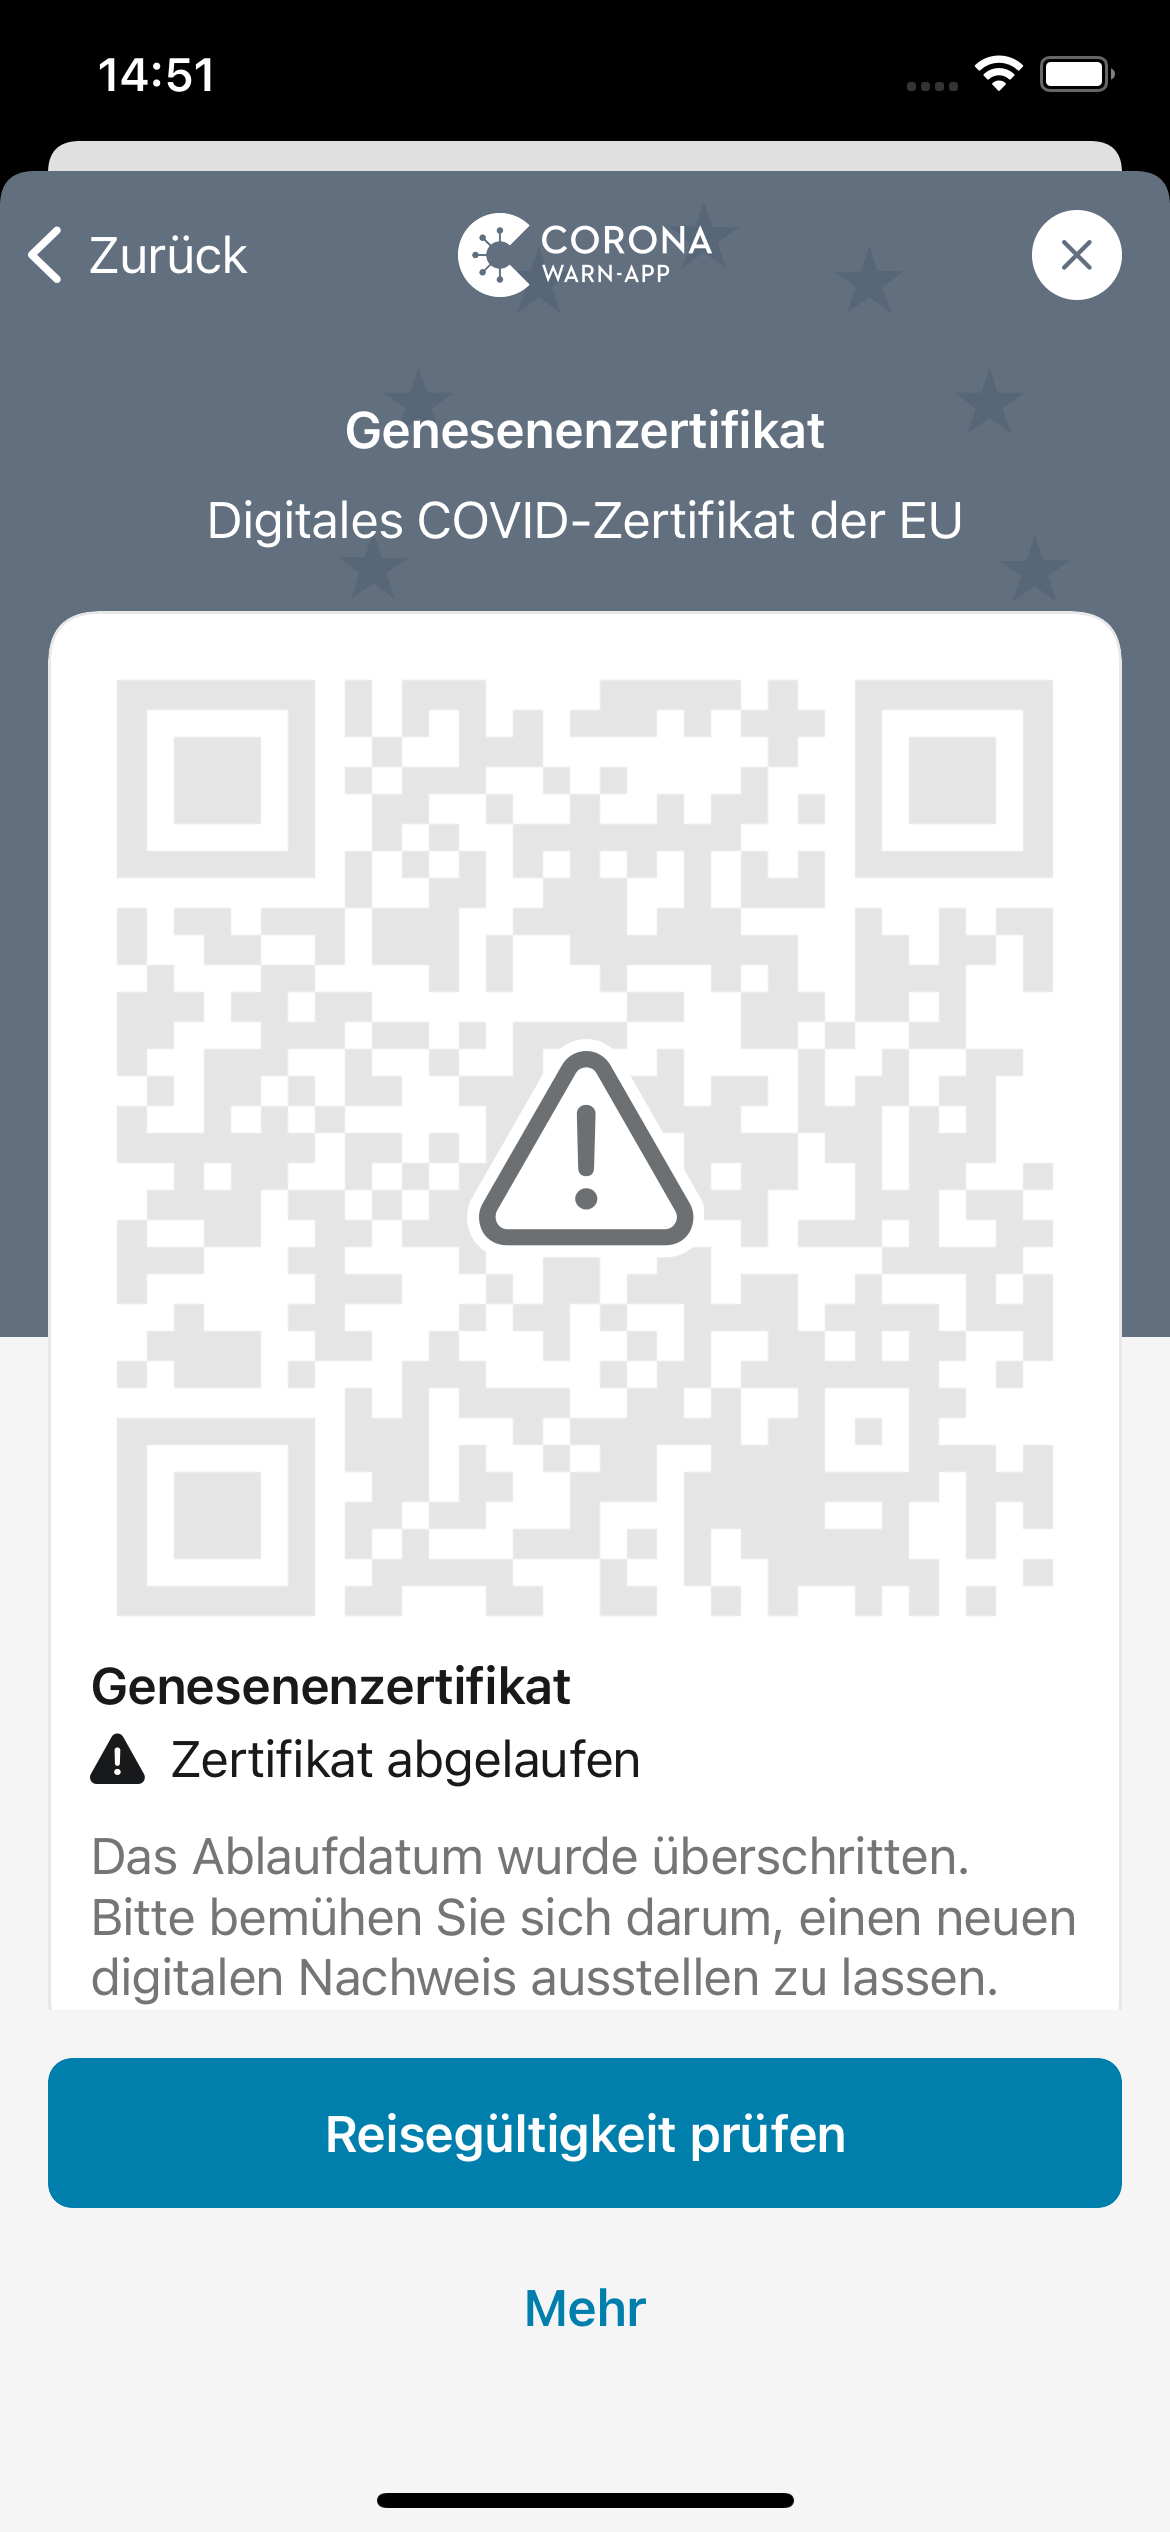 14:51
Zurück
CORONA
WARN-APP
Genesenenzertifikat
Digitales COVID-Zertifikat der EU
Genesenenzertifikat
Zertifikat abgelaufen
Das Ablaufdatum wurde überschritten.
Bitte bemühen Sie sich darum, einen neuen
digitalen Nachweis ausstellen zu lassen.
Reisegültigkeit prüfen
Mehr